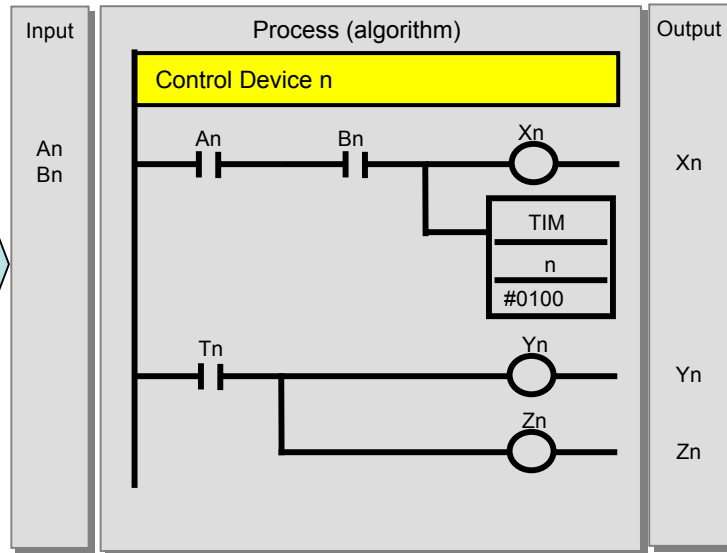 Input
Process (algorithm)
Output
Control Device n
An
Bn
An
Bn
Xn
Xn
TIM
n
#0100
Tn
Yn
Yn
Zn
Zn